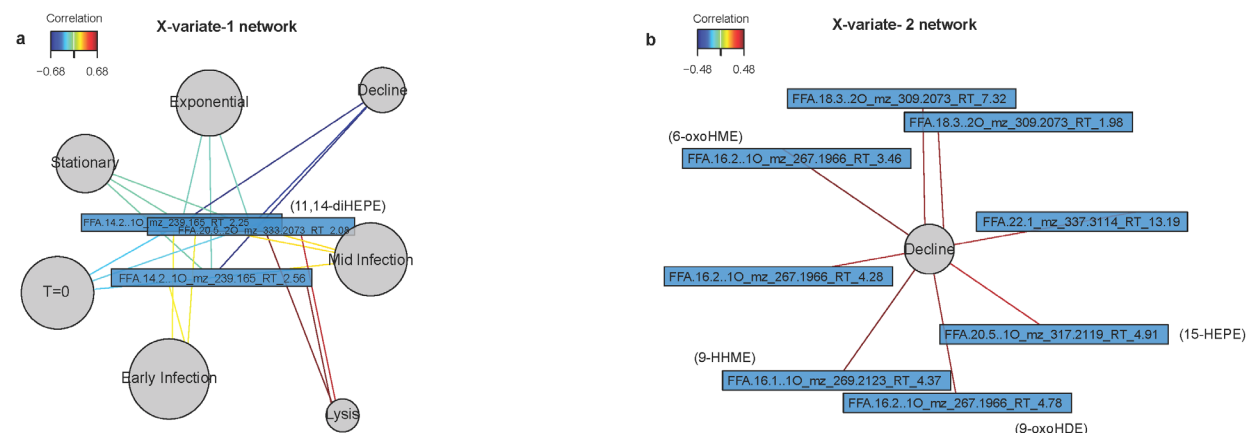 Correlation
X-variate-1 network
a
−0.68 0.68
Exponential
Decline
Stationary
(11,14-diHEPE)
FFA.14.2..1O_mz_239.165_RT_2.25
FFA.20.5..2O_mz_333.2073_RT_2.08
Mid Infection
FFA.14.2..1O_mz_239.165_RT_2.56
T=0
Early Infection
Lysis
Correlation
X-variate- 2 network
b
−0.48 0.48
FFA.18.3..2O_mz_309.2073_RT_7.32
FFA.18.3..2O_mz_309.2073_RT_1.98
(6-oxoHME)
FFA.16.2..1O_mz_267.1966_RT_3.46
FFA.22.1_mz_337.3114_RT_13.19
Decline
FFA.16.2..1O_mz_267.1966_RT_4.28
FFA.20.5..1O_mz_317.2119_RT_4.91 (15-HEPE)
(9-HHME)
FFA.16.1..1O_mz_269.2123_RT_4.37
FFA.16.2..1O_mz_267.1966_RT_4.78
(9-oxoHDE)